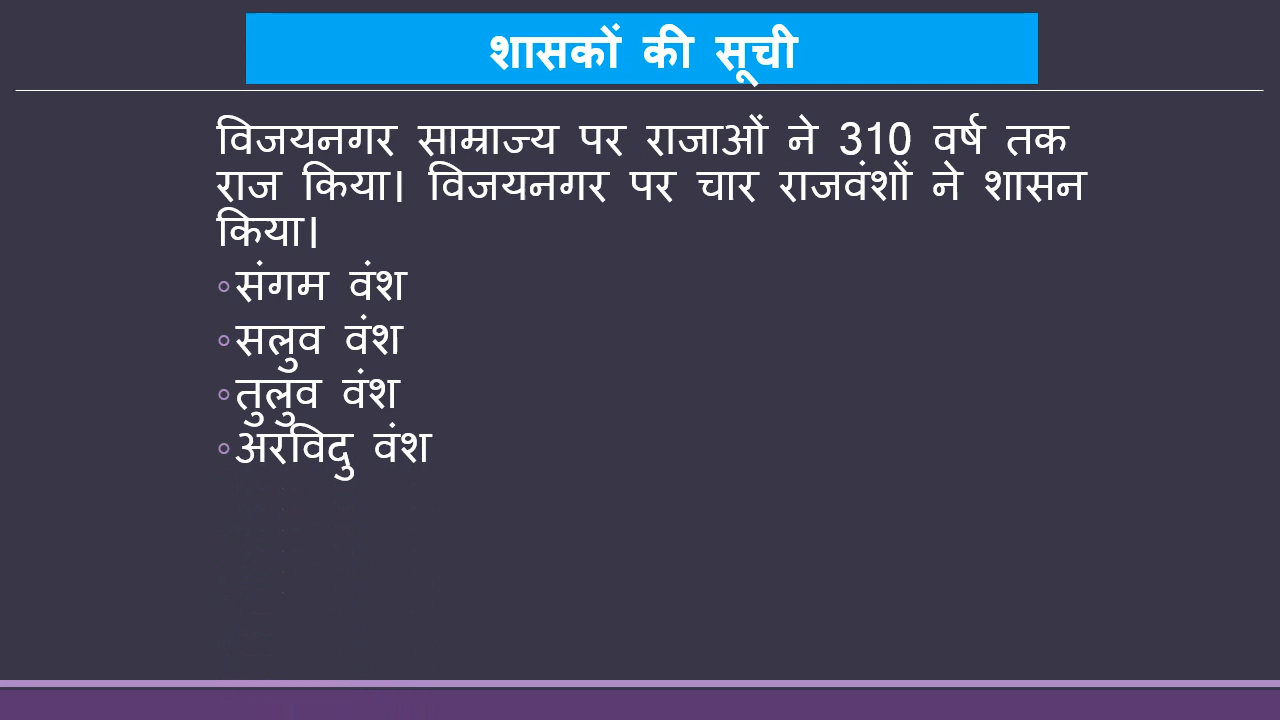 शासकों की सूची
विजयनगर साम्राज्य पर राजाओं ने 310 वर्ष तक
राज किया। विजयनगर पर चार राजवंशों ने शासन
किया।
◦संगम वंश
◦सलुव वंश
◦तुलुव वंश
◦अरविदु वंश